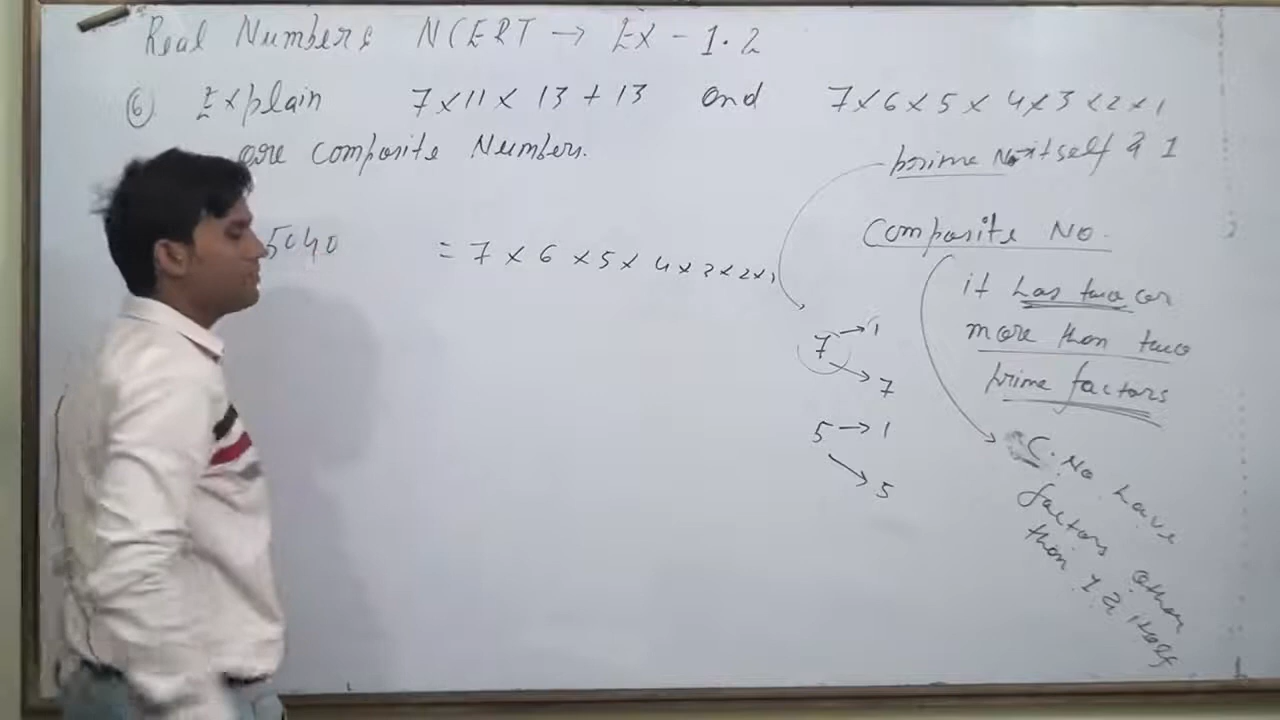 Real Numbers NCERT → Ex - 1.2
⑥ Explain 7 x 11 x 13 + 13 and 7 x 6 x 5 x 4 x 3 x 2 x 1
are composite Numbers.
prime No itself & 1
Composite No.
5040 = 7 x 6 x 5 x 4 x 3 x 2 x 1
it has two or
more than two
prime factors
7 → 1
→ 7
5 → 1
→ 5
C. No have
factors other
than 1 & itself